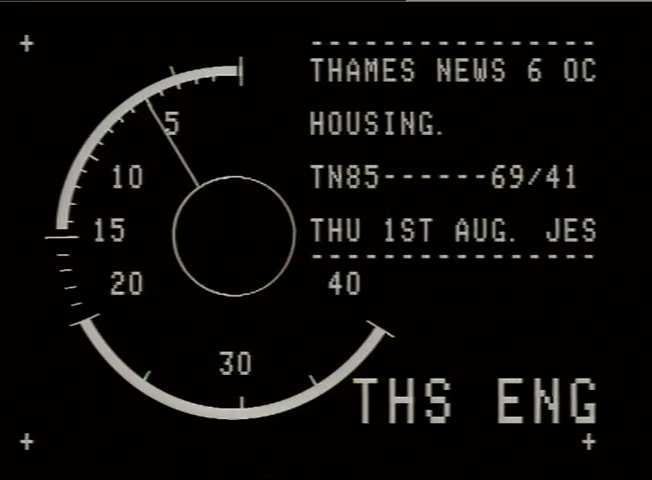 THAMES NEWS 6 OC
HOUSING.
TN85------69/41
THU 1ST AUG. JES
5
10
15
20
30
40
THS ENG